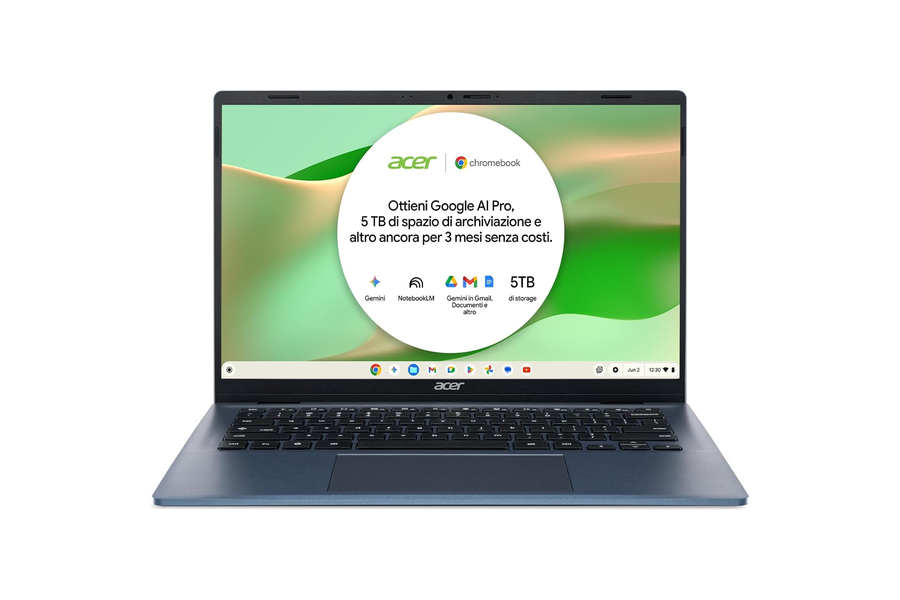 acer | chromebook
Ottieni Google AI Pro,
5 TB di spazio di archiviazione e
altro ancora per 3 mesi senza costi.
Gemini
NotebookLM
Gemini in Gmail,
Documenti e
altro
5TB
di storage
Jun 2
12:30
acer